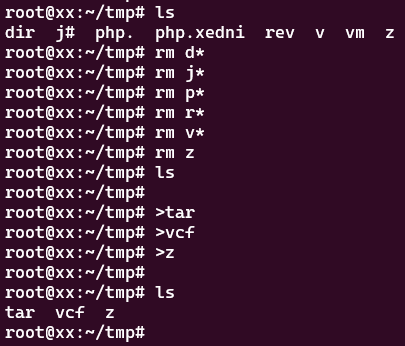 root@xx:~/tmp# ls
dir  j#  php.  php.xedni  rev  v  vm  z
root@xx:~/tmp# rm d*
root@xx:~/tmp# rm j*
root@xx:~/tmp# rm p*
root@xx:~/tmp# rm r*
root@xx:~/tmp# rm v*
root@xx:~/tmp# rm z
root@xx:~/tmp# ls
root@xx:~/tmp#
root@xx:~/tmp# >tar
root@xx:~/tmp# >vcf
root@xx:~/tmp# >z
root@xx:~/tmp#
root@xx:~/tmp# ls
tar  vcf  z
root@xx:~/tmp#